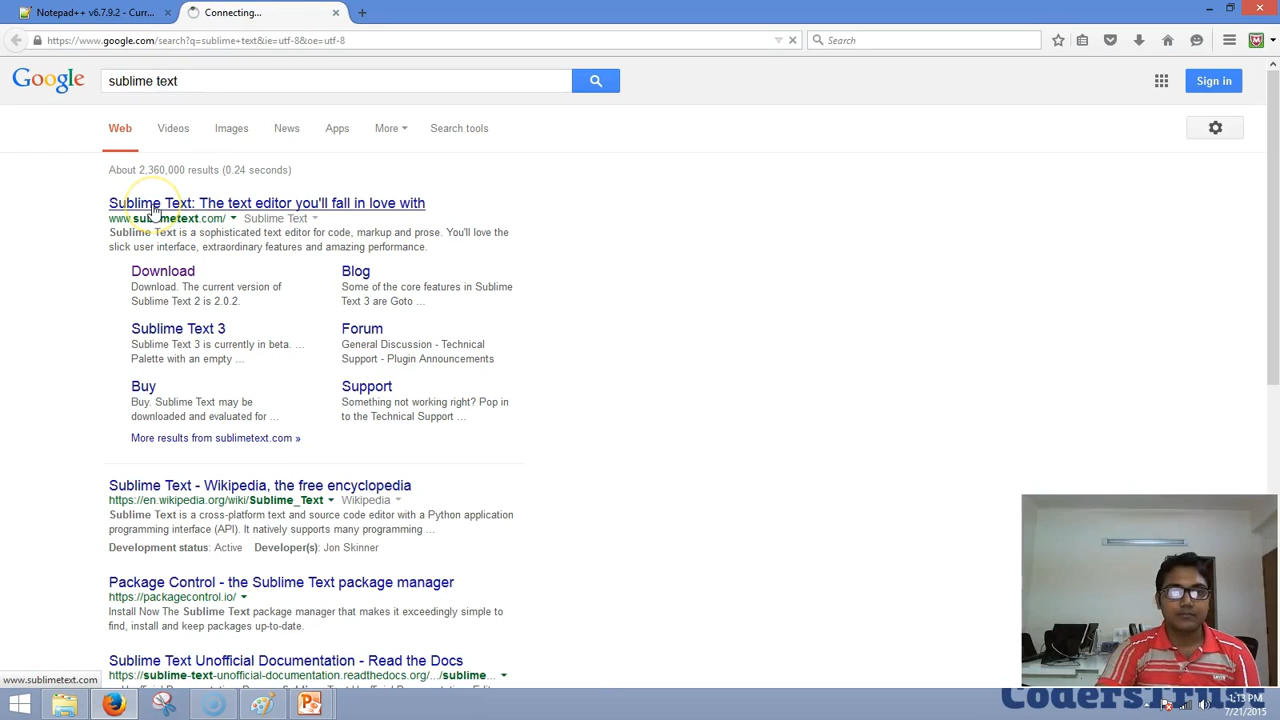 Notepad++ v6.7.9.2 - Curr...
Connecting...
https://www.google.com/search?q=sublime+text&ie=utf-8&oe=utf-8
Search
Google
sublime text
Sign in
Web Videos Images News Apps More Search tools
About 2,360,000 results (0.24 seconds)
Sublime Text: The text editor you'll fall in love with
www.sublimetext.com/ Sublime Text
Sublime Text is a sophisticated text editor for code, markup and prose. You'll love the
slick user interface, extraordinary features and amazing performance.
Download
Download. The current version of
Sublime Text 2 is 2.0.2.
Blog
Some of the core features in Sublime
Text 3 are Goto ...
Sublime Text 3
Sublime Text 3 is currently in beta. ...
Palette with an empty ...
Forum
General Discussion - Technical
Support - Plugin Announcements
Buy
Buy. Sublime Text may be
downloaded and evaluated for ...
Support
Something not working right? Pop in
to the Technical Support ...
More results from sublimetext.com »
Sublime Text - Wikipedia, the free encyclopedia
https://en.wikipedia.org/wiki/Sublime_Text Wikipedia
Sublime Text is a cross-platform text and source code editor with a Python application
programming interface (API). It natively supports many programming ...
Development status: Active Developer(s): Jon Skinner
Package Control - the Sublime Text package manager
https://packagecontrol.io/
Install Now The Sublime Text package manager that makes it exceedingly simple to
find, install and keep packages up-to-date.
Sublime Text Unofficial Documentation - Read the Docs
https://sublime-text-unofficial-documentation.readthedocs.org/.../sublime...
www.sublimetext.com
CodersTrust
1:13 PM
7/21/2015